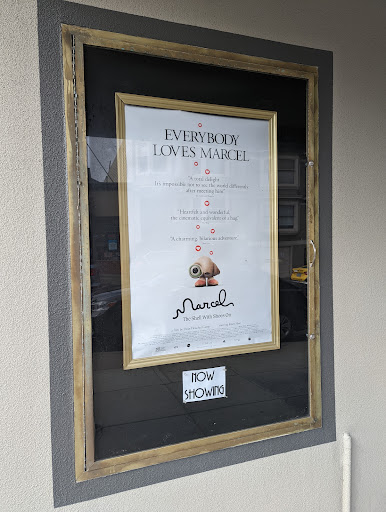 EVERYBODY
LOVES MARCEL
"A total delight.
It's impossible not to see the world differently
after meeting him"
"Heartfelt and wonderful,
the cinematic equivalent of a hug"
"A charming, hilarious adventure"
Marcel
The Shell With Shoes On
NOW
SHOWING